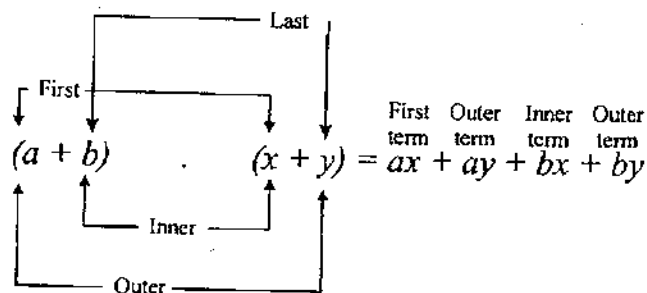 Last
First
First Outer Inner Outer
term term term term
(a + b) (x + y) = ax + ay + bx + by
Inner
Outer